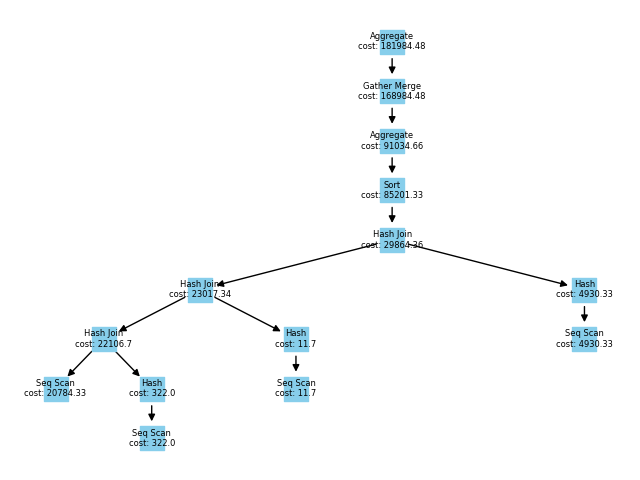 Aggregate
cost: 181984.48
Gather Merge
cost: 168984.48
Aggregate
cost: 91034.66
Sort
cost: 85201.33
Hash Join
cost: 29864.36
Hash Join
cost: 23017.34
Hash
cost: 4930.33
Hash Join
cost: 22106.7
Hash
cost: 11.7
Seq Scan
cost: 4930.33
Seq Scan
cost: 20784.33
Hash
cost: 322.0
Seq Scan
cost: 11.7
Seq Scan
cost: 322.0